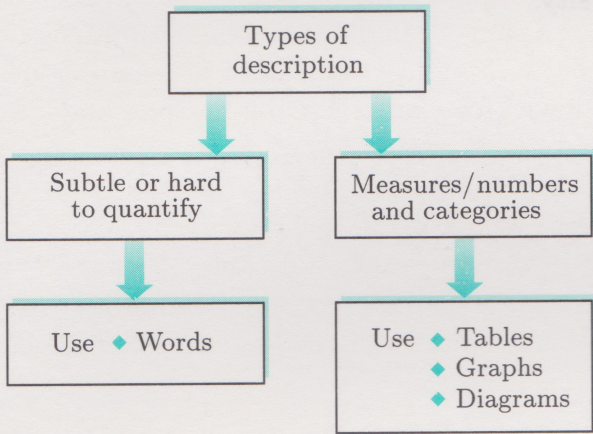 Types of
description
Subtle or hard
to quantify
Measures/numbers
and categories
Use ◆ Words
Use ◆ Tables
◆ Graphs
◆ Diagrams